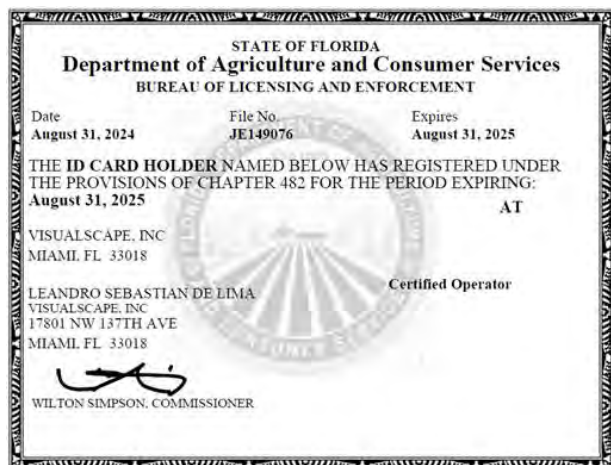 STATE OF FLORIDA
Department of Agriculture and Consumer Services
BUREAU OF LICENSING AND ENFORCEMENT
Date File No. Expires
August 31, 2024 JE149076 August 31, 2025
THE ID CARD HOLDER NAMED BELOW HAS REGISTERED UNDER
THE PROVISIONS OF CHAPTER 482 FOR THE PERIOD EXPIRING:
August 31, 2025
AT
VISUALSCAPE, INC
MIAMI, FL 33018
Certified Operator
LEANDRO SEBASTIAN DE LIMA
VISUALSCAPE, INC
17801 NW 137TH AVE
MIAMI, FL 33018
WILTON SIMPSON, COMMISSIONER